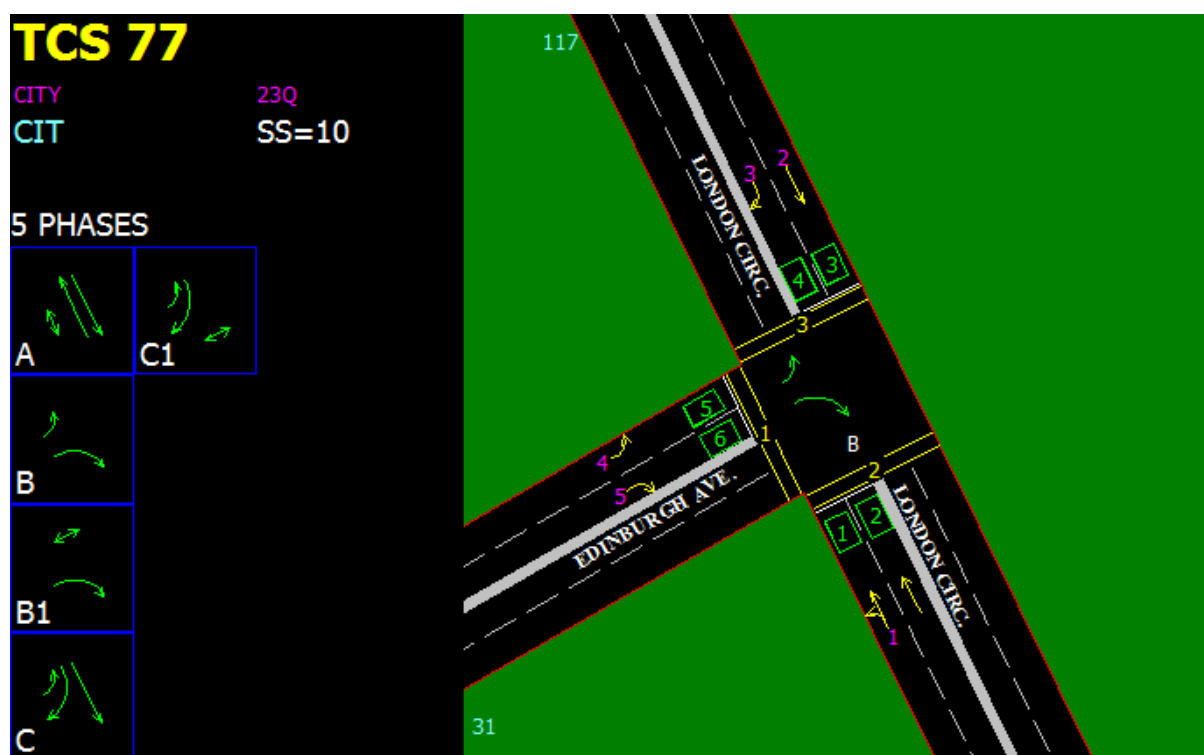 TCS 77
CITY 23Q
CIT SS=10
5 PHASES
A
C1
B
B1
C
117
3 2
LONDON CIRC.
4 3
3
5
6
1
4
5
EDINBURGH AVE.
B
2
1 2
LONDON CIRC.
1
31